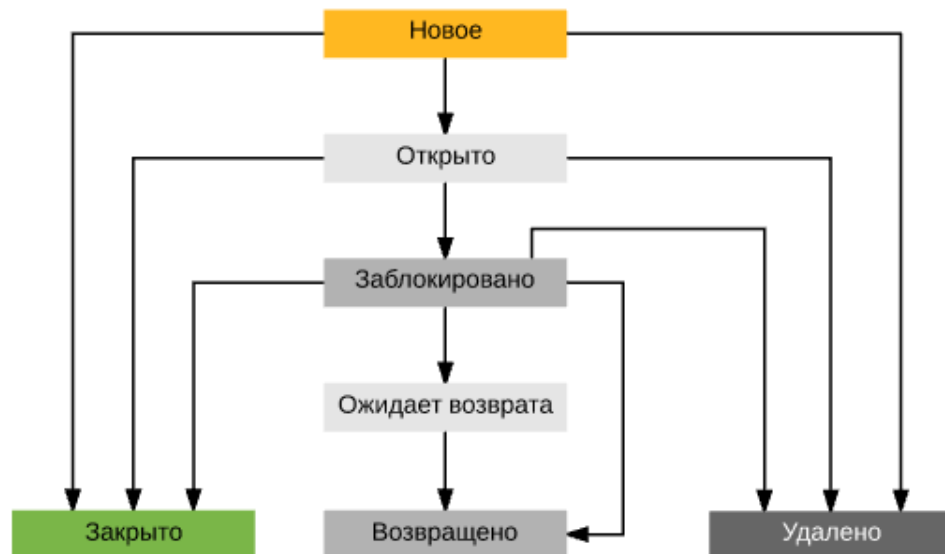 Новое
Открыто
Заблокировано
Ожидает возврата
Закрыто
Возвращено
Удалено